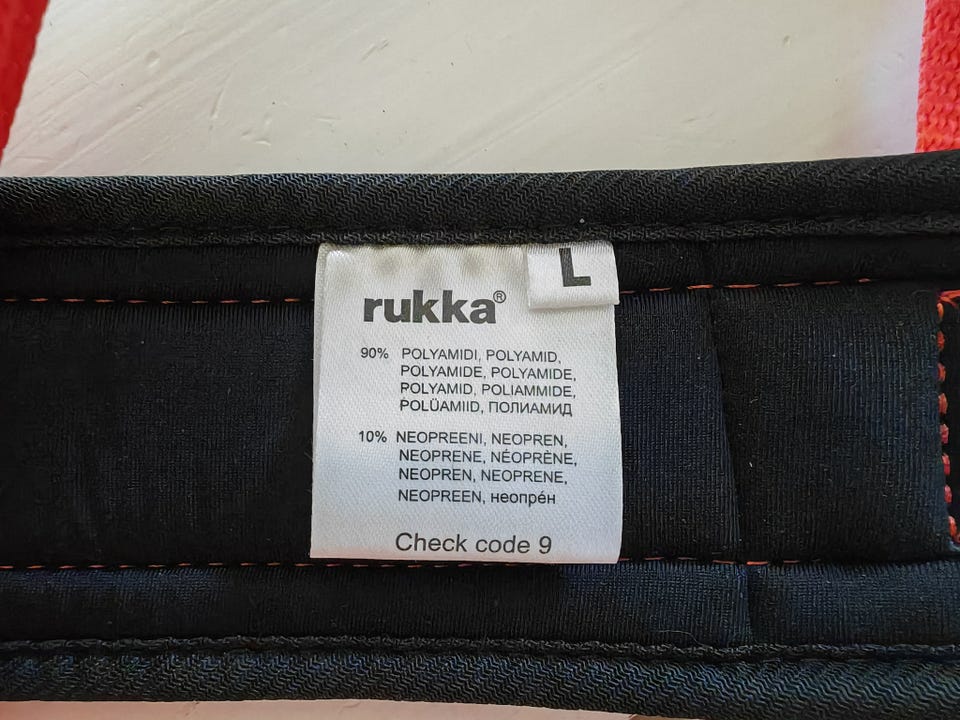 L
rukka®
90% POLYAMIDI, POLYAMID,
POLYAMIDE, POLYAMIDE,
POLYAMID, POLIAMMIDE,
POLÜAMIID, ПОЛИАМИД
10% NEOPREENI, NEOPREN,
NEOPRENE, NÉOPRÈNE,
NEOPREN, NEOPRENE,
NEOPREEN, неопрéн
Check code 9